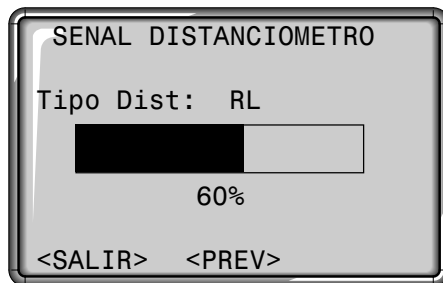 SENAL DISTANCIOMETRO
Tipo Dist: RL
60%
<SALIR> <PREV>